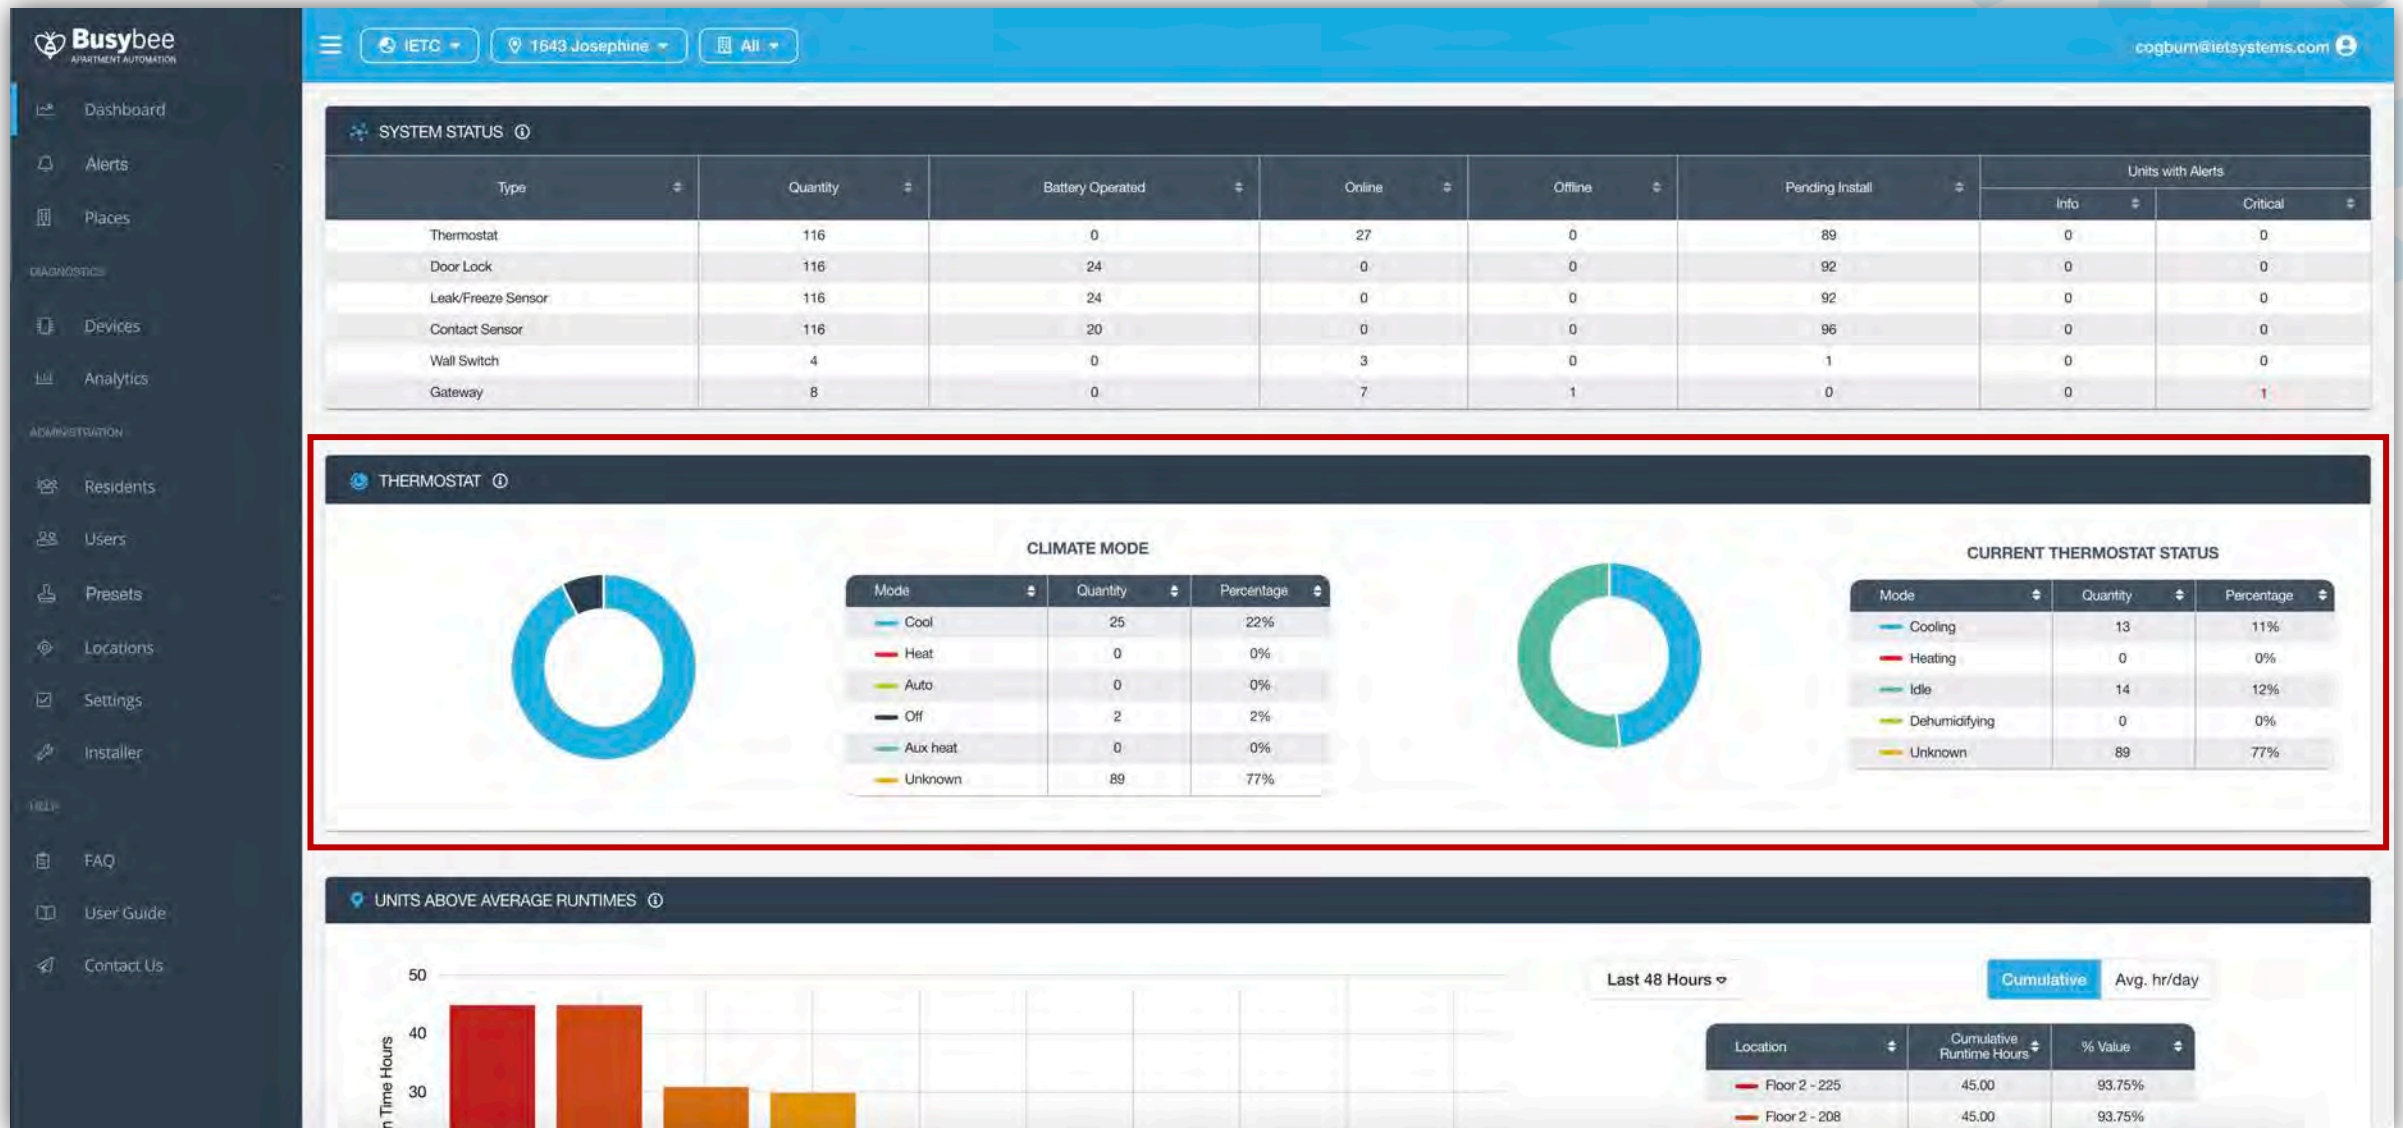 Busybee
APARTMENT AUTOMATION
IETC
1643 Josephine
All
cogburn@ietsystems.com
Dashboard
Alerts
Places
DIAGNOSTICS
Devices
Analytics
ADMINISTRATION
Residents
Users
Presets
Locations
Settings
Installer
HELP
FAQ
User Guide
Contact Us
SYSTEM STATUS
Type Quantity Battery Operated Online Offline Pending Install Units with Alerts
Info Critical
Thermostat 116 0 27 0 89 0 0
Door Lock 116 24 0 0 92 0 0
Leak/Freeze Sensor 116 24 0 0 92 0 0
Contact Sensor 116 20 0 0 96 0 0
Wall Switch 4 0 3 0 1 0 0
Gateway 8 0 7 1 0 0 1
THERMOSTAT
CLIMATE MODE
Mode Quantity Percentage
Cool 25 22%
Heat 0 0%
Auto 0 0%
Off 2 2%
Aux heat 0 0%
Unknown 89 77%
CURRENT THERMOSTAT STATUS
Mode Quantity Percentage
Cooling 13 11%
Heating 0 0%
Idle 14 12%
Dehumidifying 0 0%
Unknown 89 77%
UNITS ABOVE AVERAGE RUNTIMES
50
40
30
n Time Hours
Last 48 Hours
Cumulative Avg. hr/day
Location Cumulative Runtime Hours % Value
Floor 2 - 225 45.00 93.75%
Floor 2 - 208 45.00 93.75%